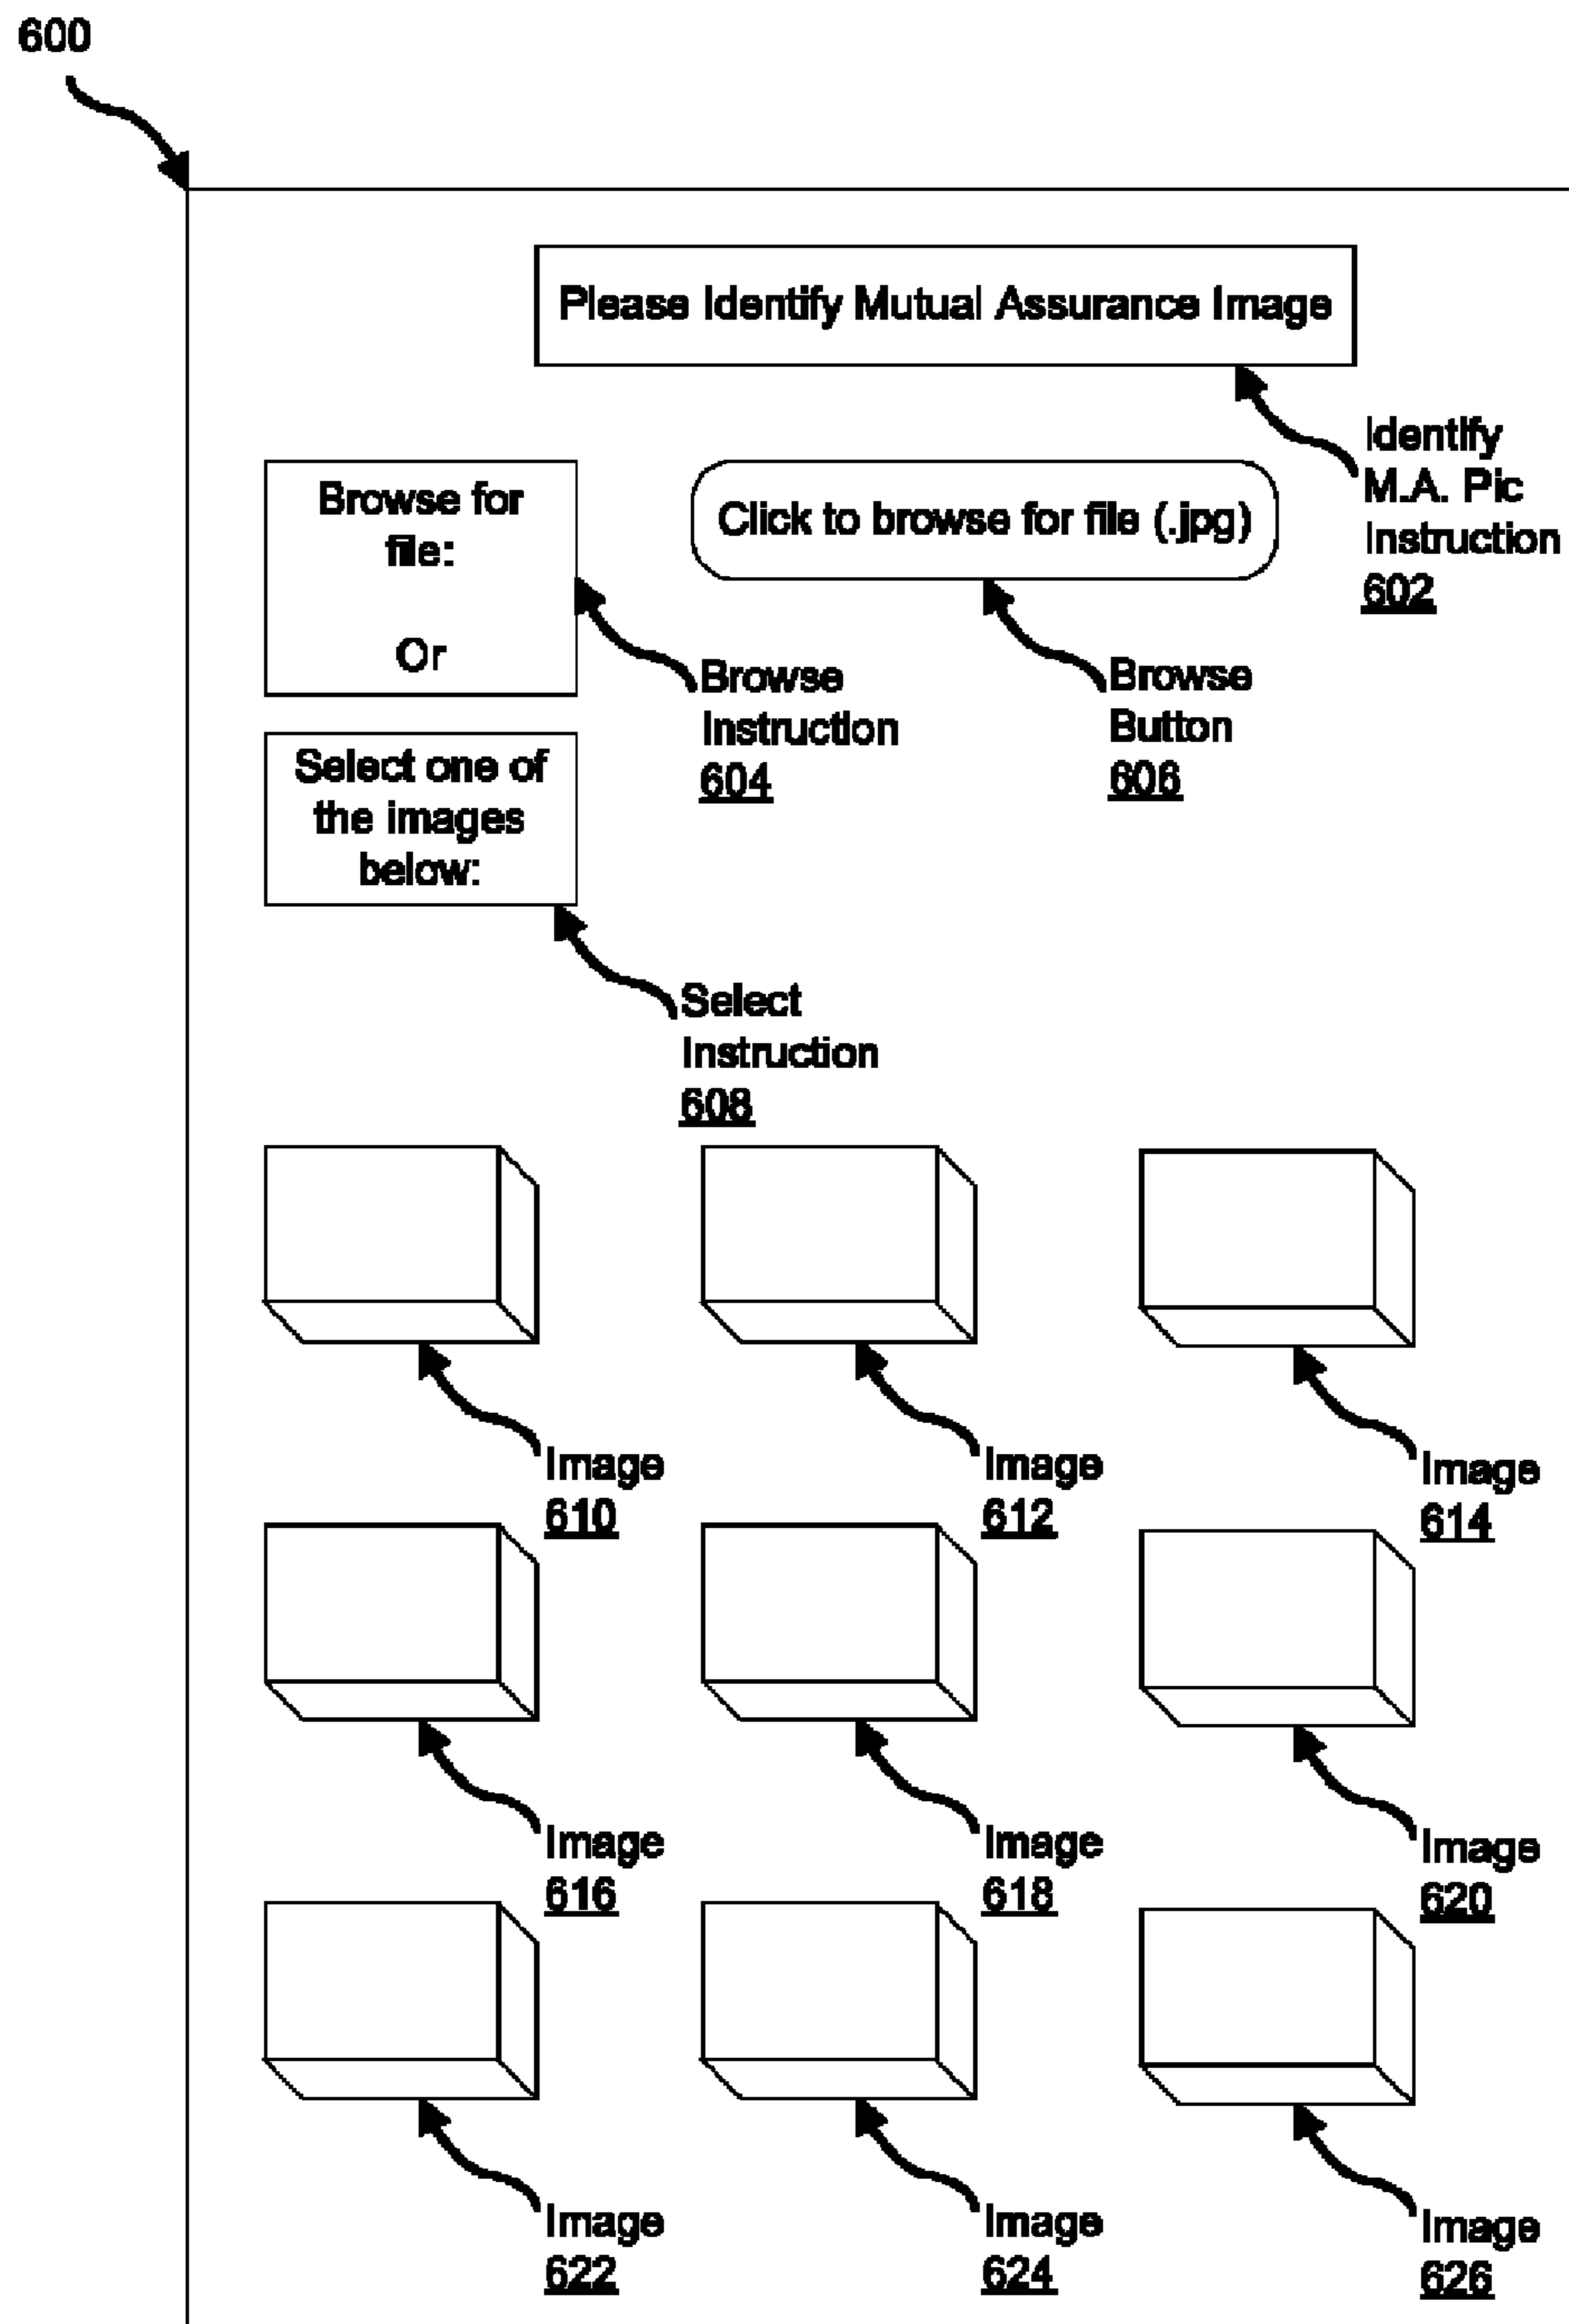 600
Please Identify Mutual Assurance Image
Identify
M.A. Pic
Instruction
602
Browse for
file:
Or
Click to browse for file (.jpg)
Browse
Instruction
604
Browse
Button
606
Select one of
the images
below:
Select
Instruction
608
Image
610
Image
612
Image
614
Image
616
Image
618
Image
620
Image
622
Image
624
Image
626